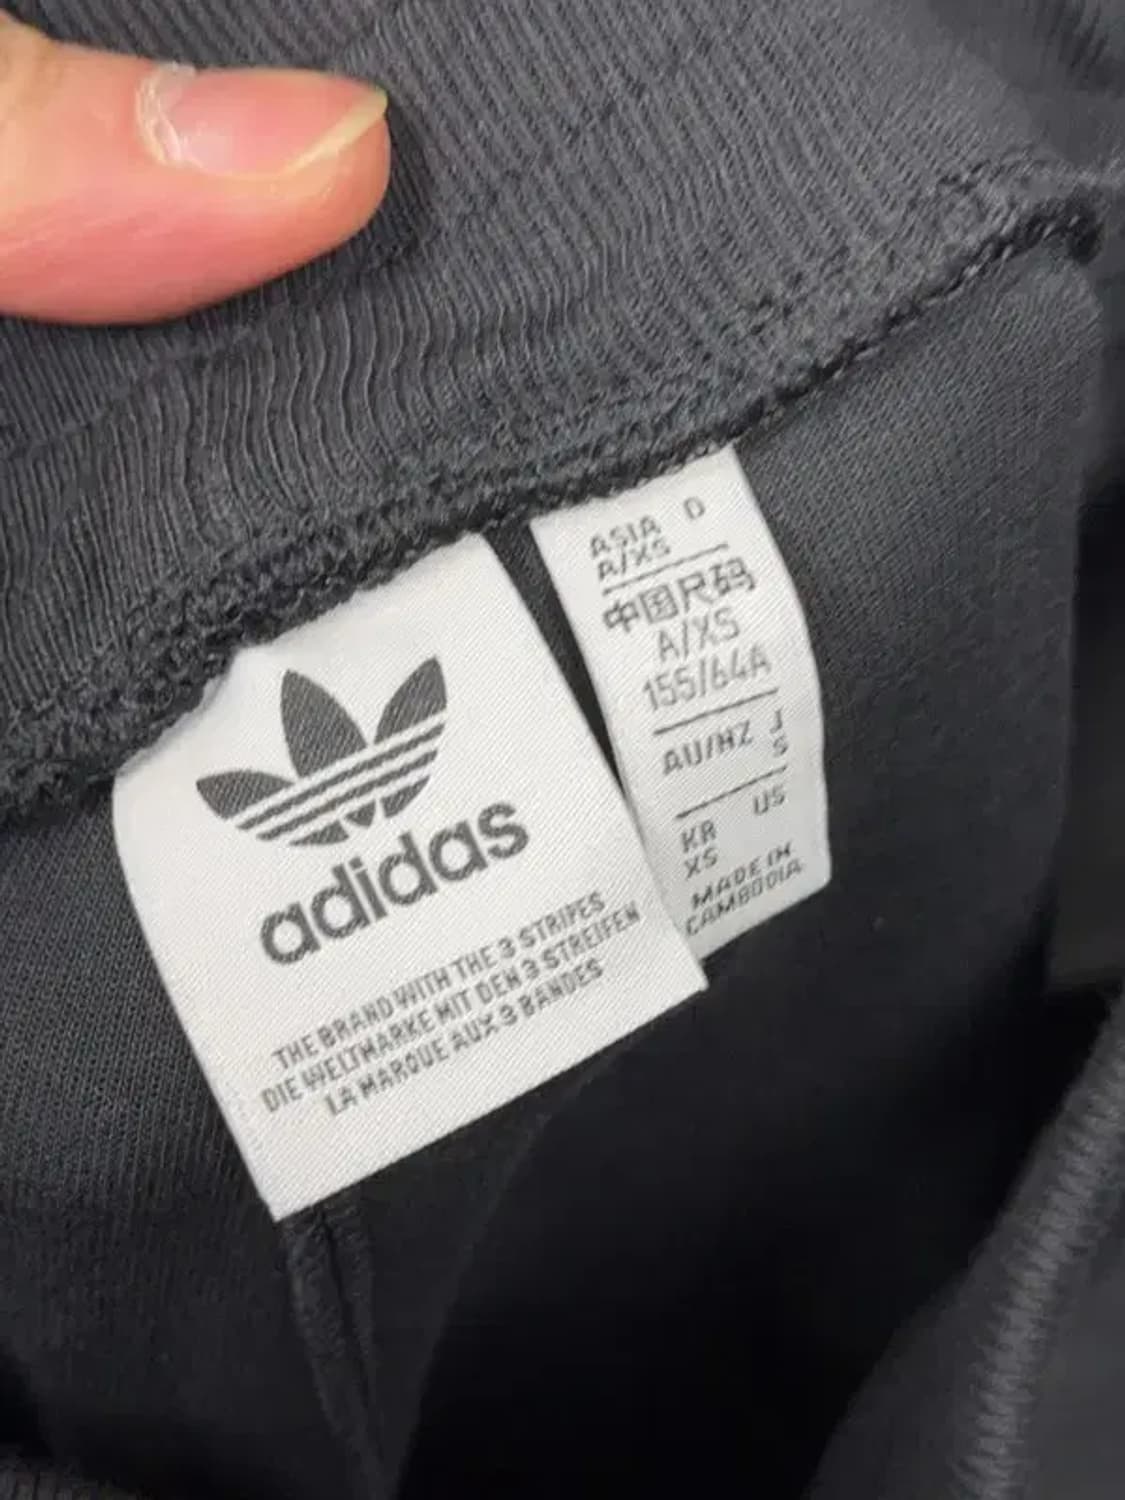 adidas
THE BRAND WITH THE 3 STRIPES
DIE WELTMARKE MIT DEN 3 STREIFEN
LA MARQUE AUX 3 BANDES
ASIA D
A/XS
中国尺码
A/XS
155/64A
AU/NZ J
S
US
KR
XS
MADE IN
CAMBODIA